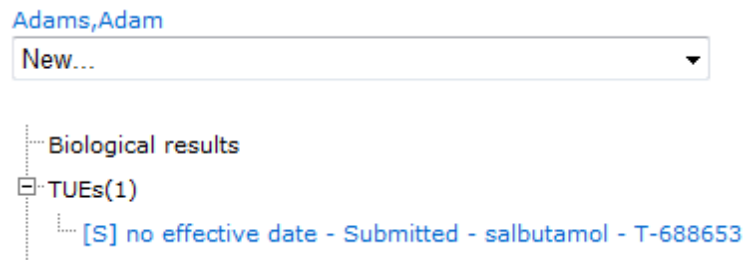 Adams,Adam
New...
Biological results
TUEs(1)
[S] no effective date - Submitted - salbutamol - T-688653